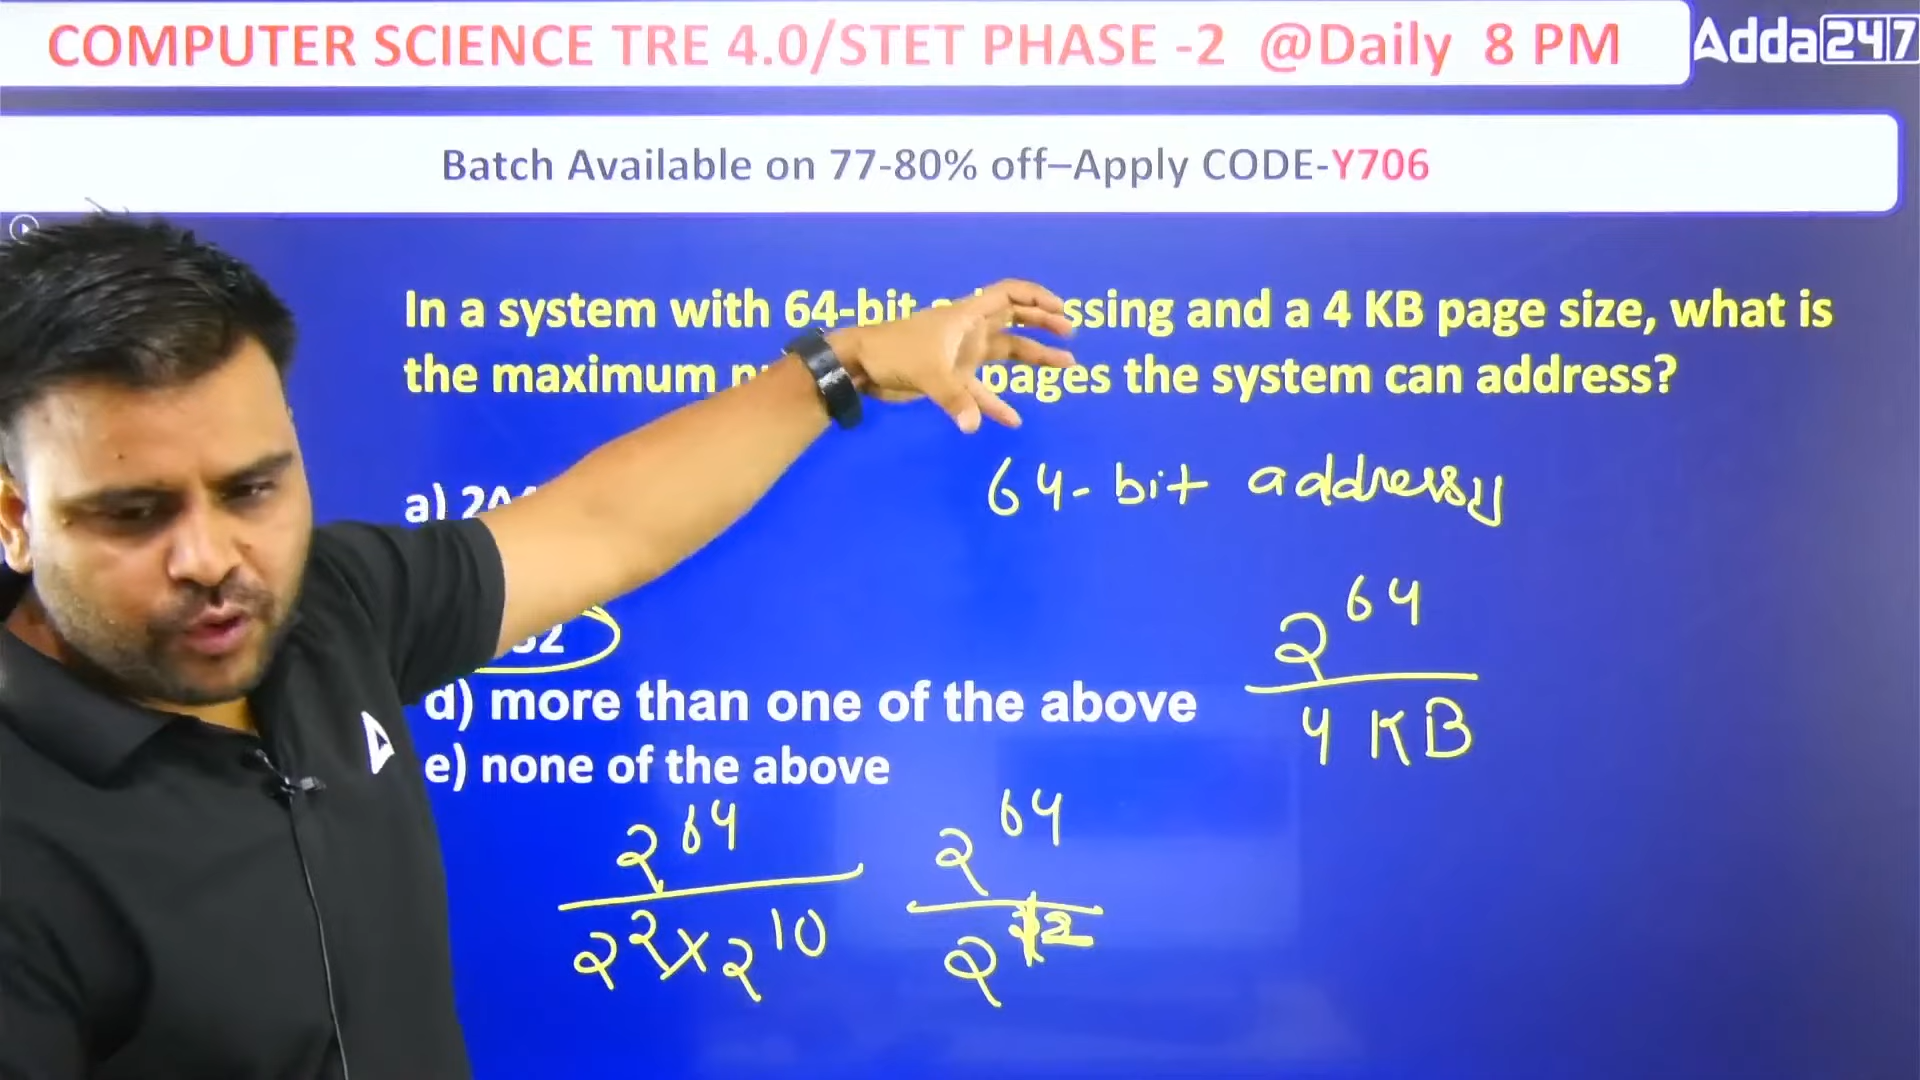 COMPUTER SCIENCE TRE 4.0/STET PHASE -2 @Daily 8 PM
Adda247
Batch Available on 77-80% off–Apply CODE-Y706
In a system with 64-bit ssing and a 4 KB page size, what is
the maximum pages the system can address?
64-bit
a)
2^64
4 KB
d) more than one of the above
e) none of the above
2^64
2^2 x 2^10
2^64
2^12